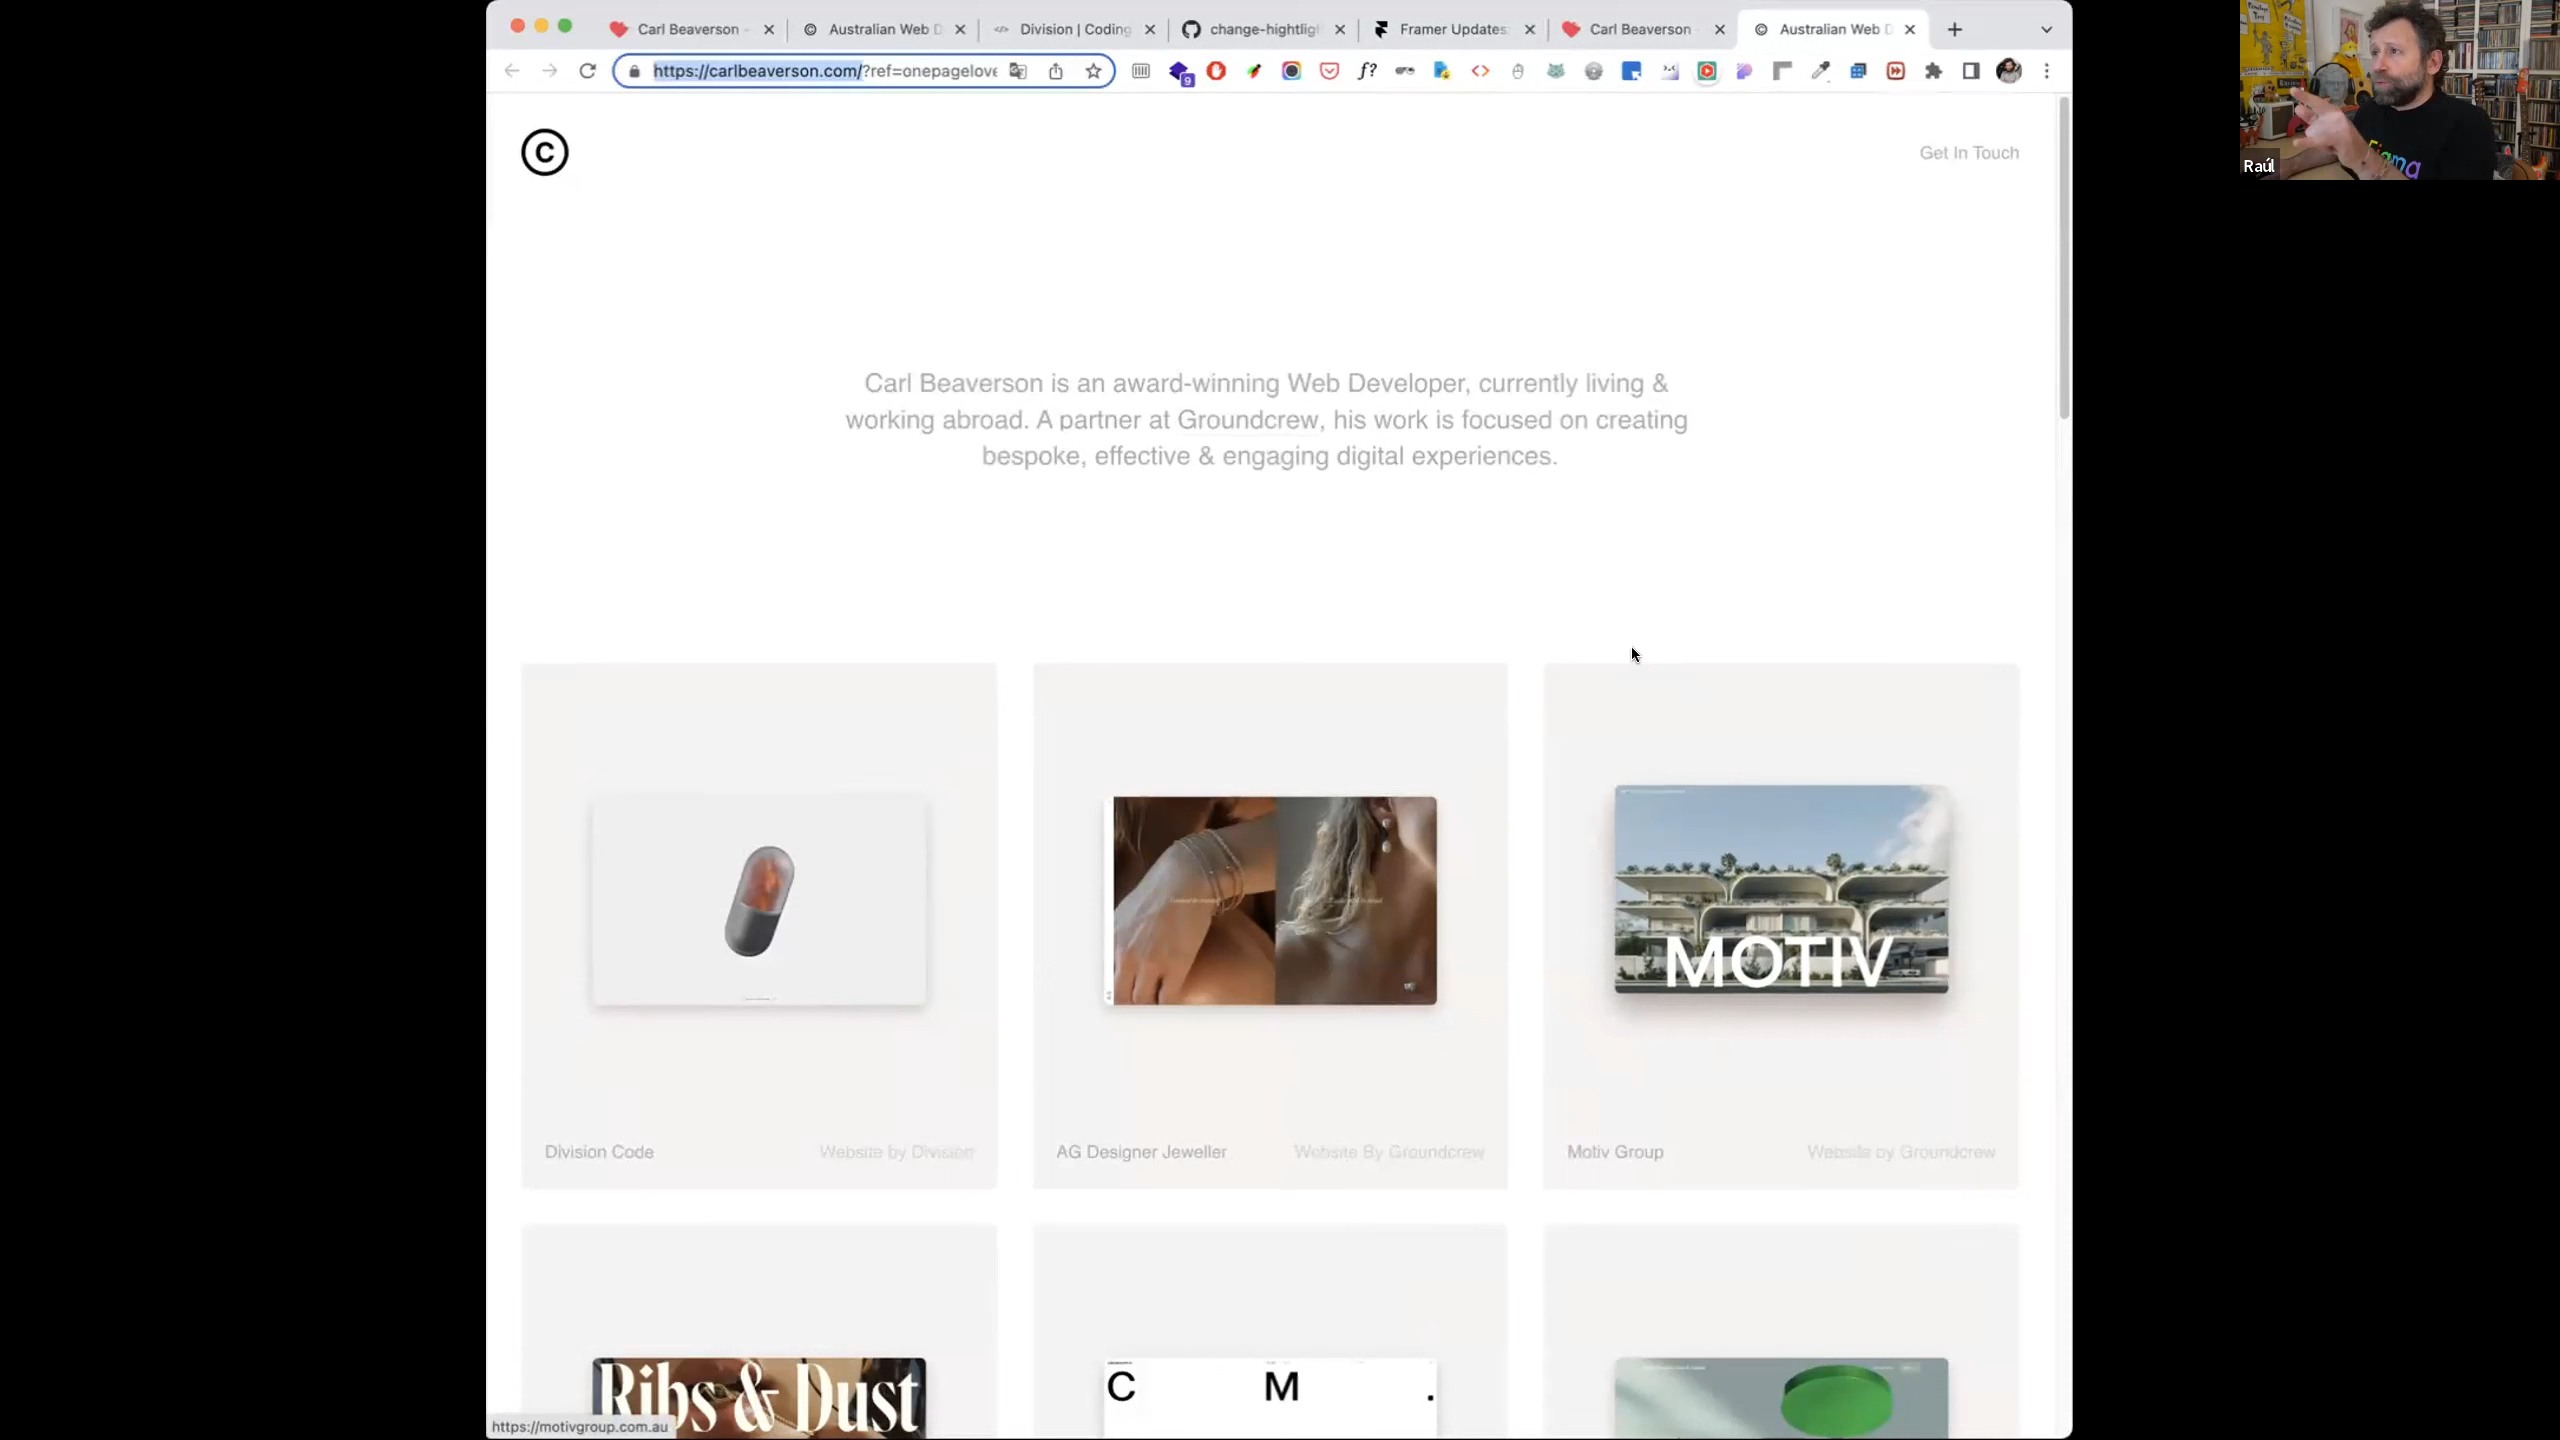 Carl Beaverson -
Australian Web D
Division | Coding
change-hightlig
Framer Updates
Carl Beaverson
Australian Web D
https://carlbeaverson.com/?ref=onepagelove
f?
9
Raúl
©
Get In Touch
Carl Beaverson is an award-winning Web Developer, currently living &
working abroad. A partner at Groundcrew, his work is focused on creating
bespoke, effective & engaging digital experiences.
MOTIV
Division Code
Website by Division
AG Designer Jeweller
Website By Groundcrew
Motiv Group
Website by Groundcrew
Ribs & Dust
C M .
https://motivgroup.com.au